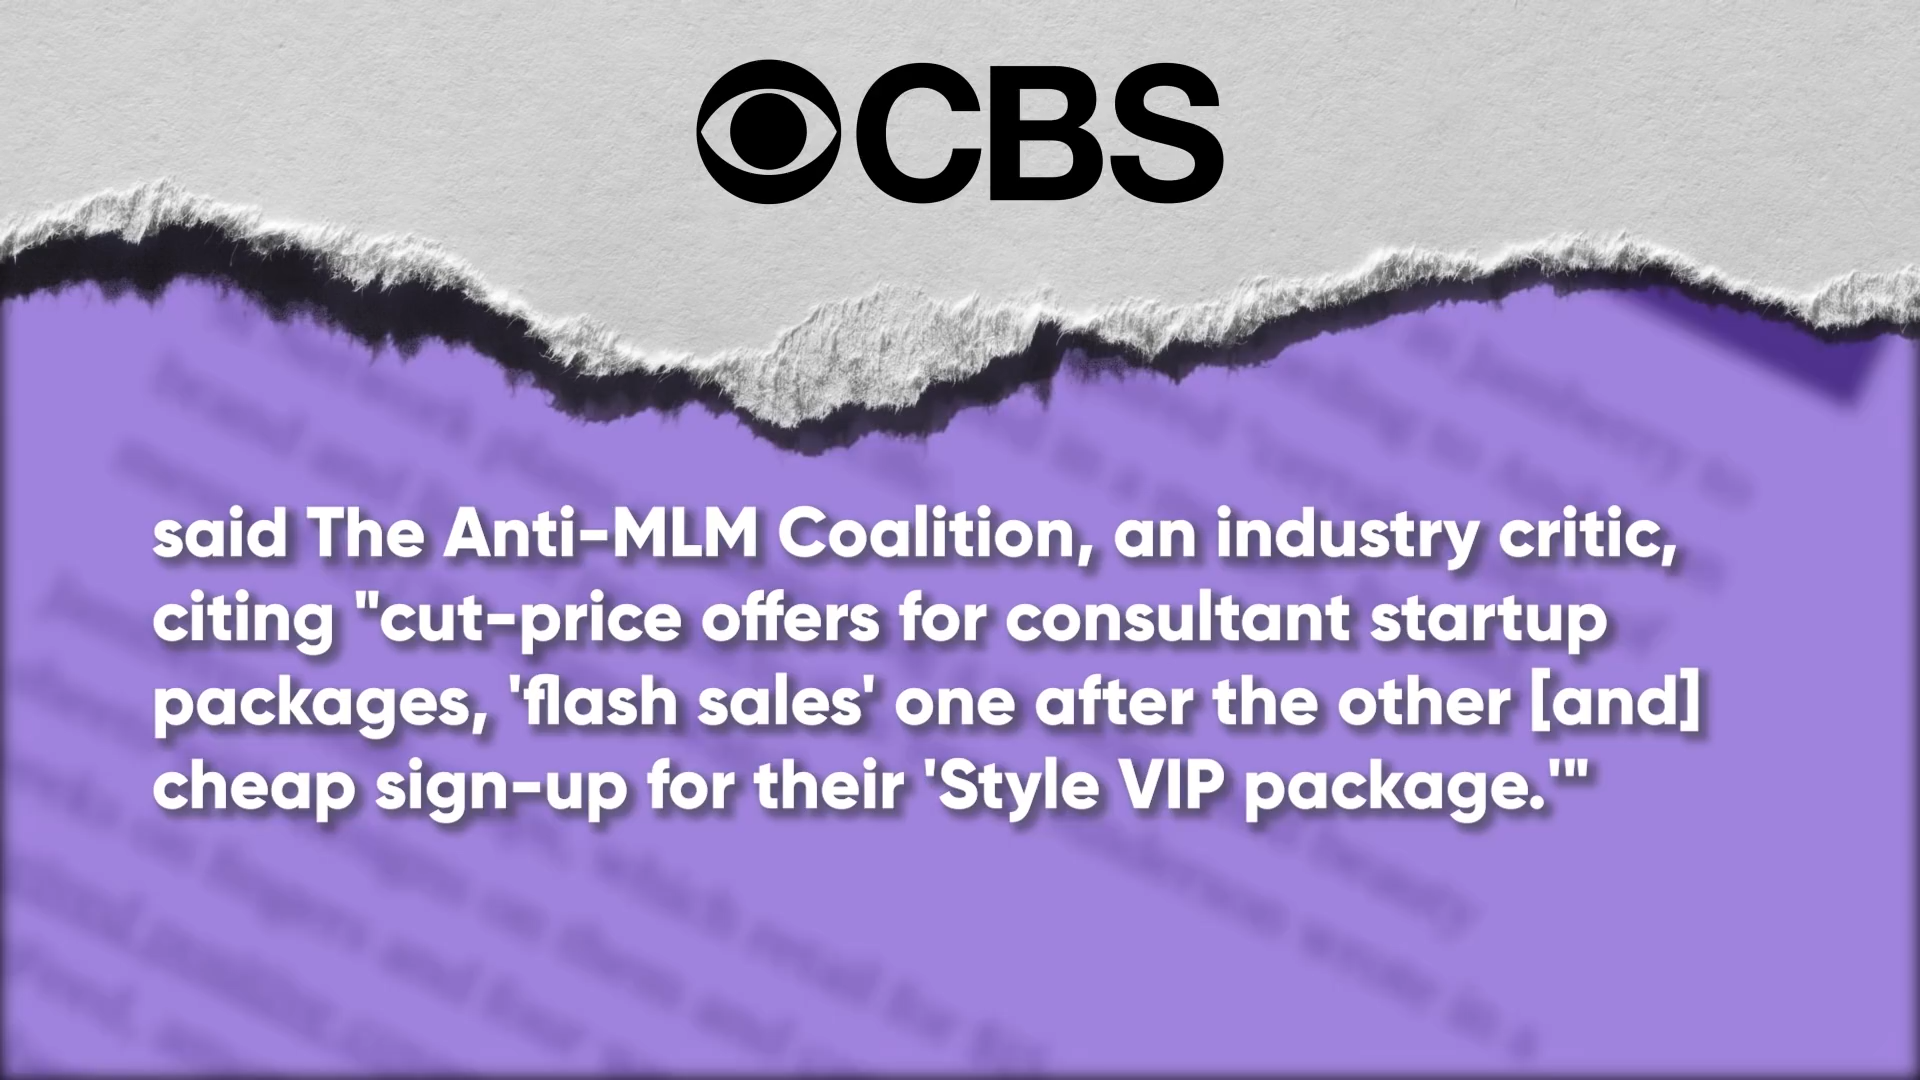 CBS
said The Anti-MLM Coalition, an industry critic,
citing "cut-price offers for consultant startup
packages, 'flash sales' one after the other [and]
cheap sign-up for their 'Style VIP package.'"